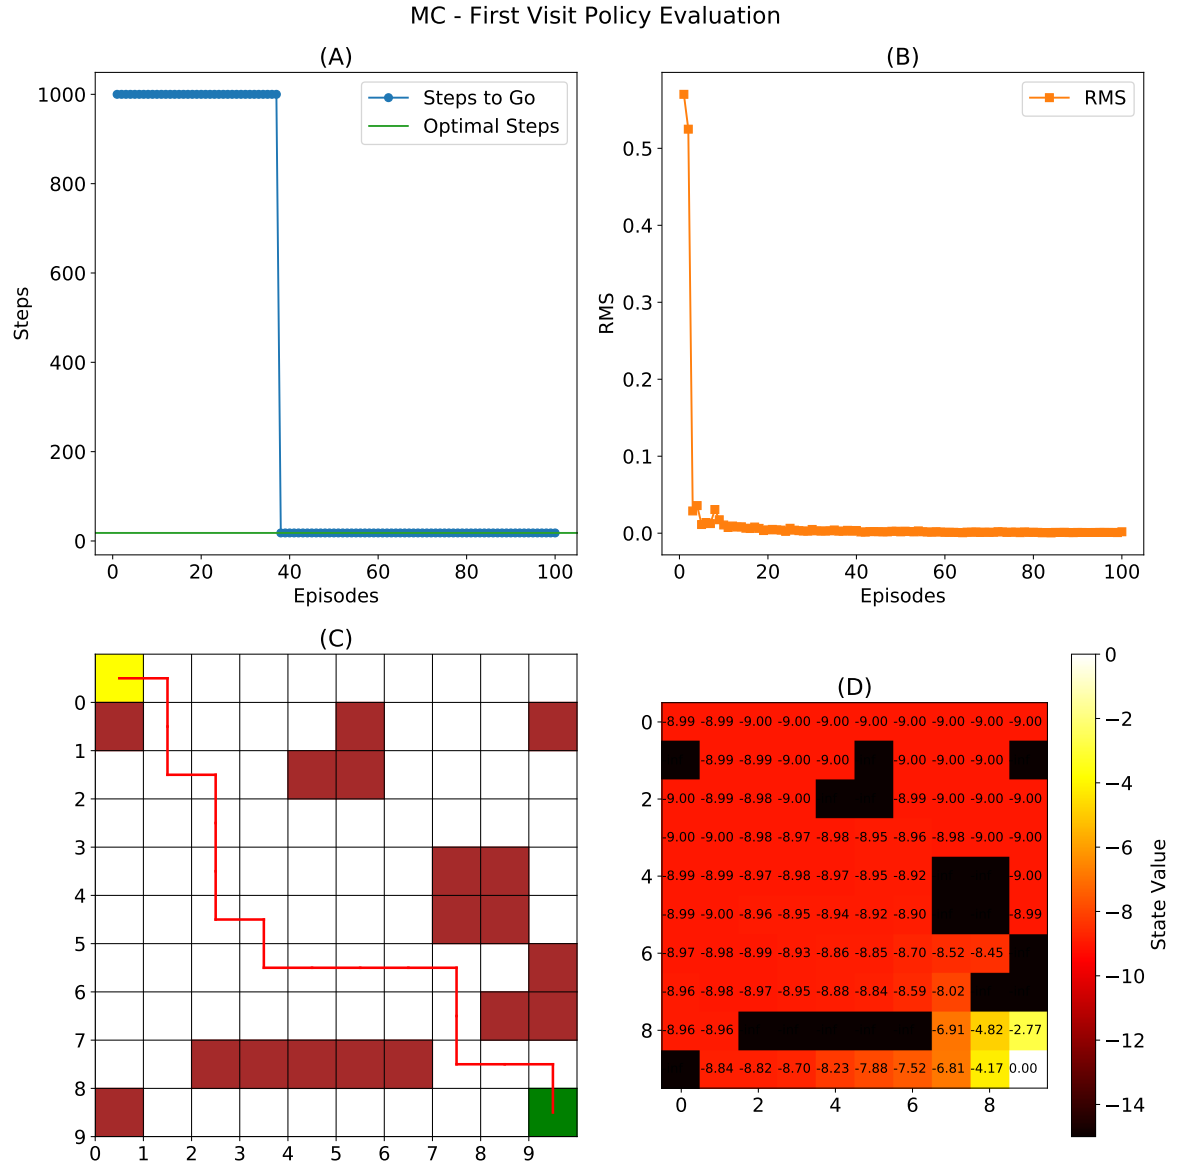 MC - First Visit Policy Evaluation
(A)
1000
800
600
400
200
0
Steps
Steps to Go
Optimal Steps
0 20 40 60 80 100
Episodes
(B)
0.5
0.4
0.3
0.2
0.1
0.0
RMS
RMS
0 20 40 60 80 100
Episodes
(C)
0
1
2
3
4
5
6
7
8
9
0 1 2 3 4 5 6 7 8 9
(D)
0 -8.99 -8.99 -9.00 -9.00 -9.00 -9.00 -9.00 -9.00 -9.00 -9.00
-8.99 -8.99 -9.00 -9.00 -9.00 -9.00 -9.00
2 -9.00 -8.99 -8.98 -9.00 -8.99 -9.00 -9.00 -9.00
-9.00 -9.00 -8.98 -8.97 -8.98 -8.95 -8.96 -8.98 -9.00 -9.00
4 -8.99 -8.99 -8.97 -8.98 -8.97 -8.95 -8.92 -9.00
-8.99 -9.00 -8.96 -8.95 -8.94 -8.92 -8.90 -8.99
6 -8.97 -8.98 -8.99 -8.93 -8.86 -8.85 -8.70 -8.52 -8.45
-8.96 -8.98 -8.97 -8.95 -8.88 -8.84 -8.59 -8.02
8 -8.96 -8.96 -6.91 -4.82 -2.77
-8.84 -8.82 -8.70 -8.23 -7.88 -7.52 -6.81 -4.17 0.00
0 2 4 6 8
0
−2
−4
−6
−8
−10
−12
−14
State Value